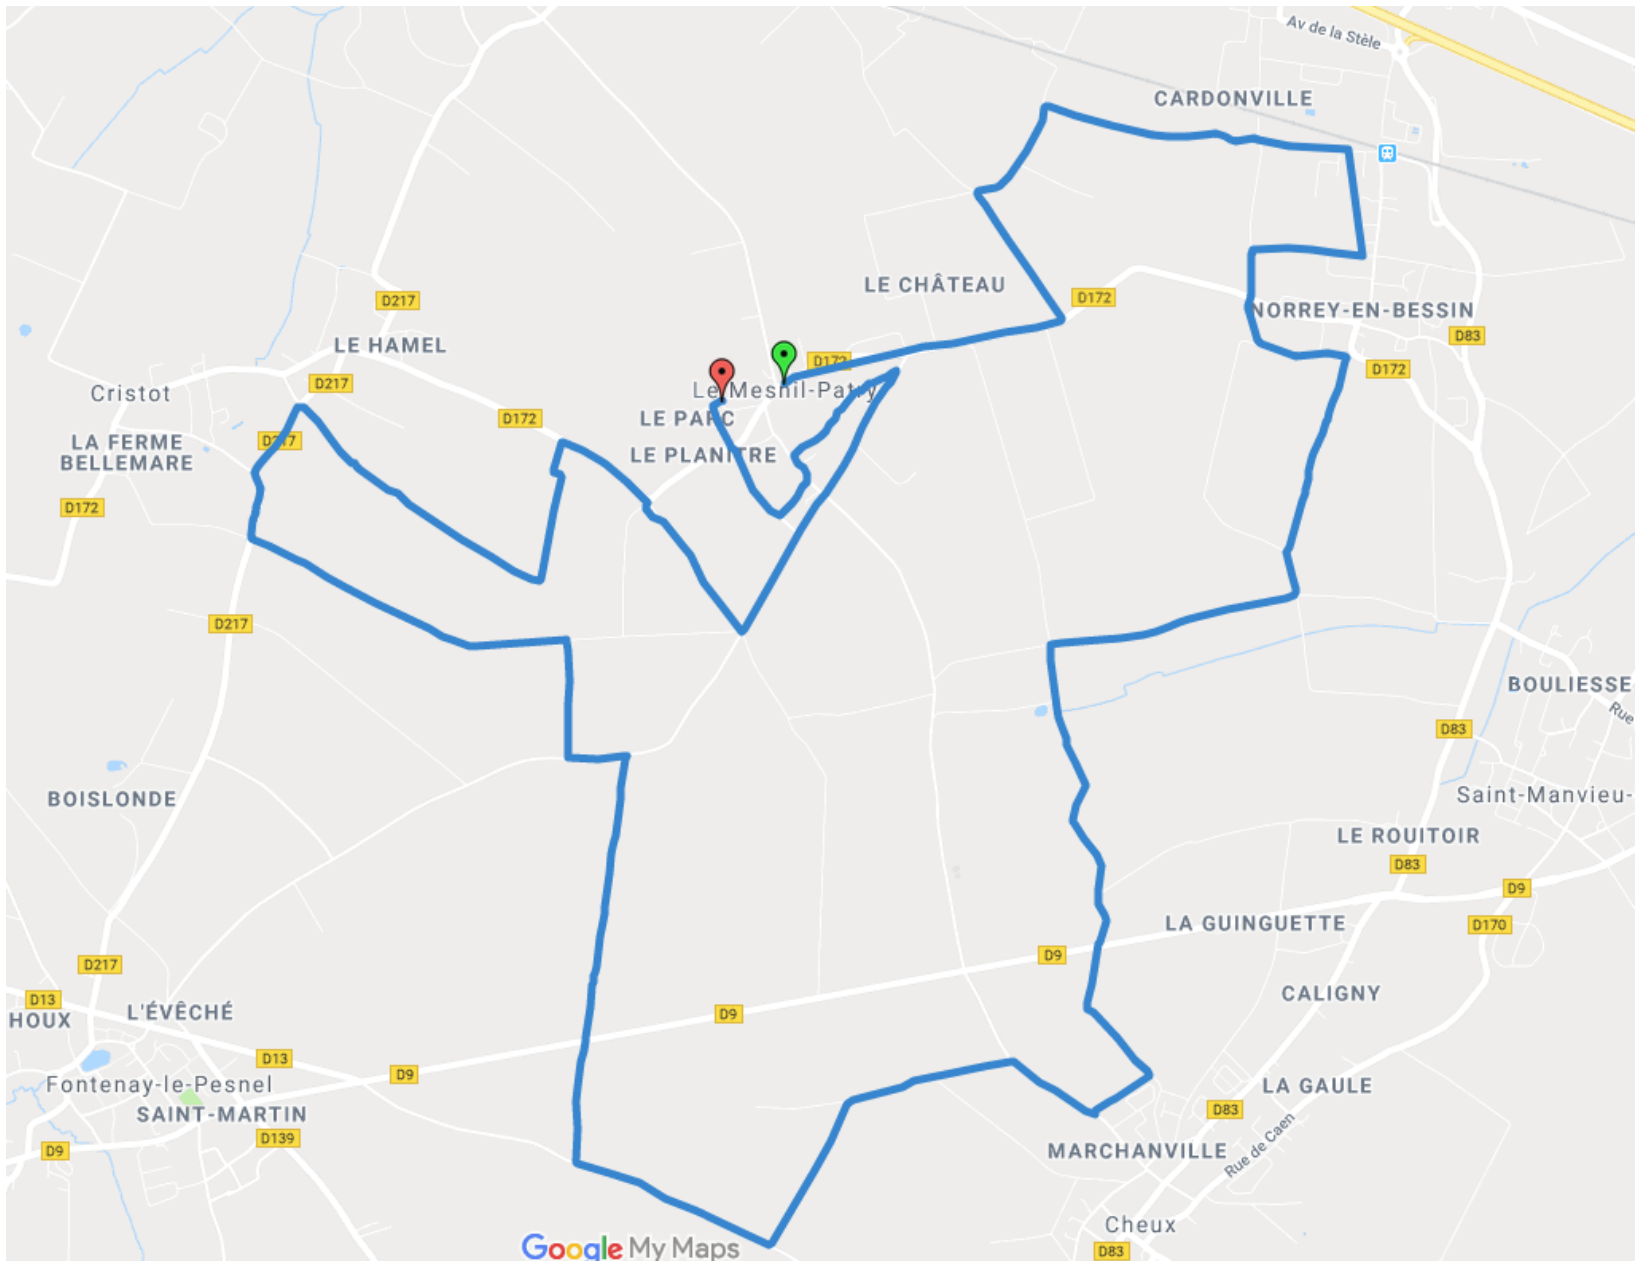 Av de la Stèle
CARDONVILLE
LE CHÂTEAU
D172
D217
NORREY-EN-BESSIN
D83
LE HAMEL
D172
D172
D217
Cristot
Le Mesnil-Patry
LE PARC
D172
D217
LA FERME
BELLEMARE
LE PLANITRE
D172
D217
BOULIESSE
Rue
D83
BOISLONDE
Saint-Manvieu-
LE ROUITOIR
D83
D9
LA GUINGUETTE
D170
D9
D217
CALIGNY
D13
L'ÉVÊCHÉ
D9
HOUX
D13
D9
Fontenay-le-Pesnel
LA GAULE
SAINT-MARTIN
D83
D139
D9
MARCHANVILLE
Rue de Caen
Cheux
Google My Maps
D83